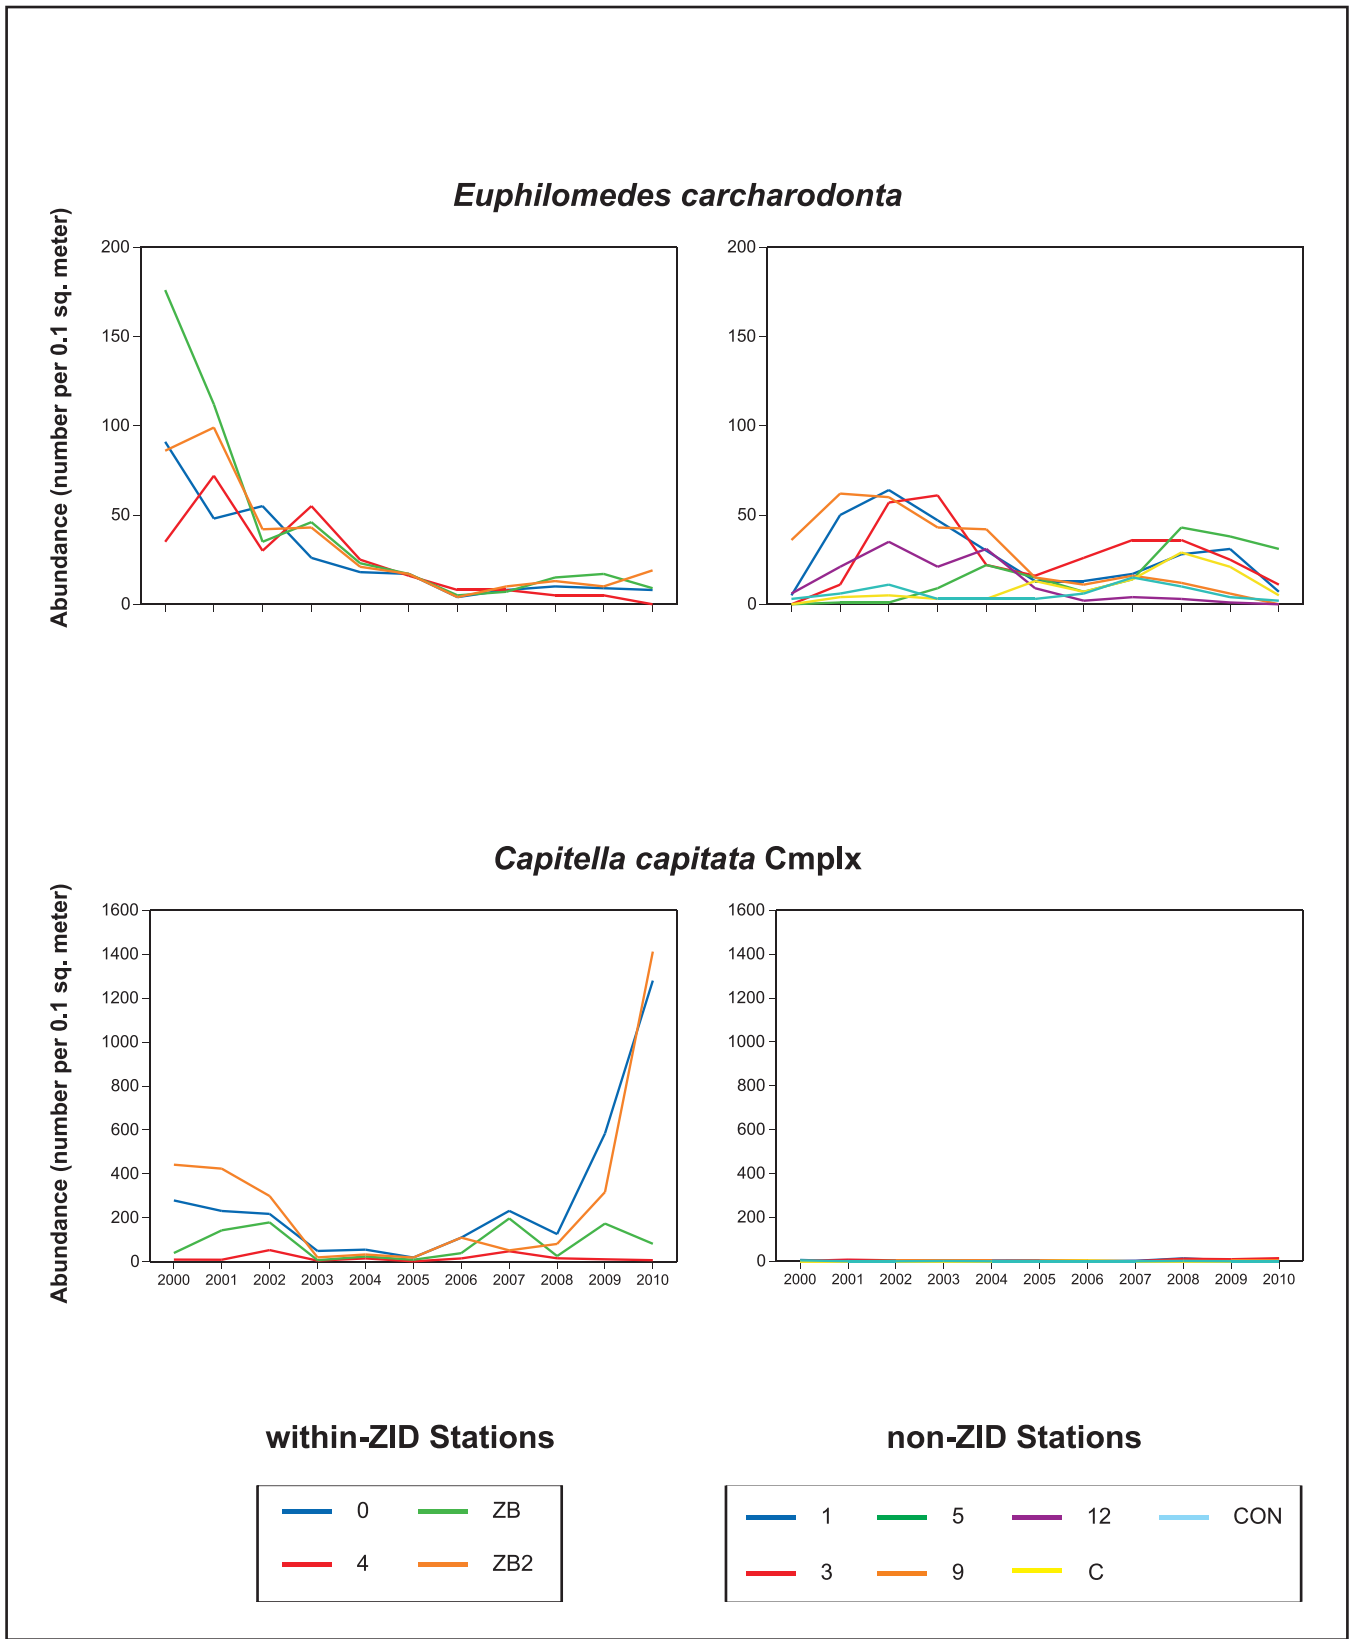 Euphilomedes carcharodonta
Abundance (number per 0.1 sq. meter)
200
150
100
50
0
200
150
100
50
0
Capitella capitata Cmplx
Abundance (number per 0.1 sq. meter)
1600
1400
1200
1000
800
600
400
200
0
2000 2001 2002 2003 2004 2005 2006 2007 2008 2009 2010
1600
1400
1200
1000
800
600
400
200
0
2000 2001 2002 2003 2004 2005 2006 2007 2008 2009 2010
within-ZID Stations
0 ZB
4 ZB2
non-ZID Stations
1 5 12 CON
3 9 C